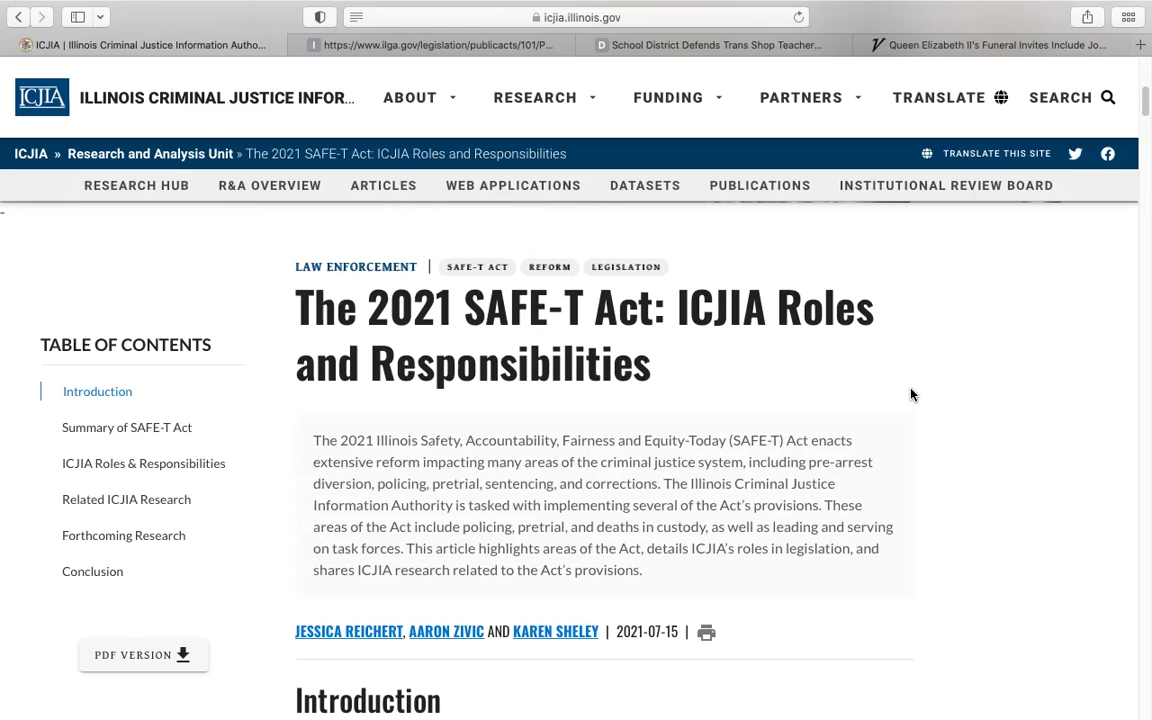 icjia.illinois.gov
ICJIA | Illinois Criminal Justice Information Autho...
https://www.ilga.gov/legislation/publicacts/101/P...
D School District Defends Trans Shop Teacher...
Queen Elizabeth II's Funeral Invites Include Jo...
ICJIA
ILLINOIS CRIMINAL JUSTICE INFOR...
ABOUT
RESEARCH
FUNDING
PARTNERS
TRANSLATE
SEARCH
ICJIA » Research and Analysis Unit » The 2021 SAFE-T Act: ICJIA Roles and Responsibilities
TRANSLATE THIS SITE
RESEARCH HUB
R&A OVERVIEW
ARTICLES
WEB APPLICATIONS
DATASETS
PUBLICATIONS
INSTITUTIONAL REVIEW BOARD
LAW ENFORCEMENT | SAFE-T ACT REFORM LEGISLATION
The 2021 SAFE-T Act: ICJIA Roles
and Responsibilities
TABLE OF CONTENTS
Introduction
Summary of SAFE-T Act
ICJIA Roles & Responsibilities
Related ICJIA Research
Forthcoming Research
Conclusion
PDF VERSION
The 2021 Illinois Safety, Accountability, Fairness and Equity-Today (SAFE-T) Act enacts
extensive reform impacting many areas of the criminal justice system, including pre-arrest
diversion, policing, pretrial, sentencing, and corrections. The Illinois Criminal Justice
Information Authority is tasked with implementing several of the Act's provisions. These
areas of the Act include policing, pretrial, and deaths in custody, as well as leading and serving
on task forces. This article highlights areas of the Act, details ICJIA's roles in legislation, and
shares ICJIA research related to the Act's provisions.
JESSICA REICHERT, AARON ZIVIC AND KAREN SHELEY | 2021-07-15 |
Introduction